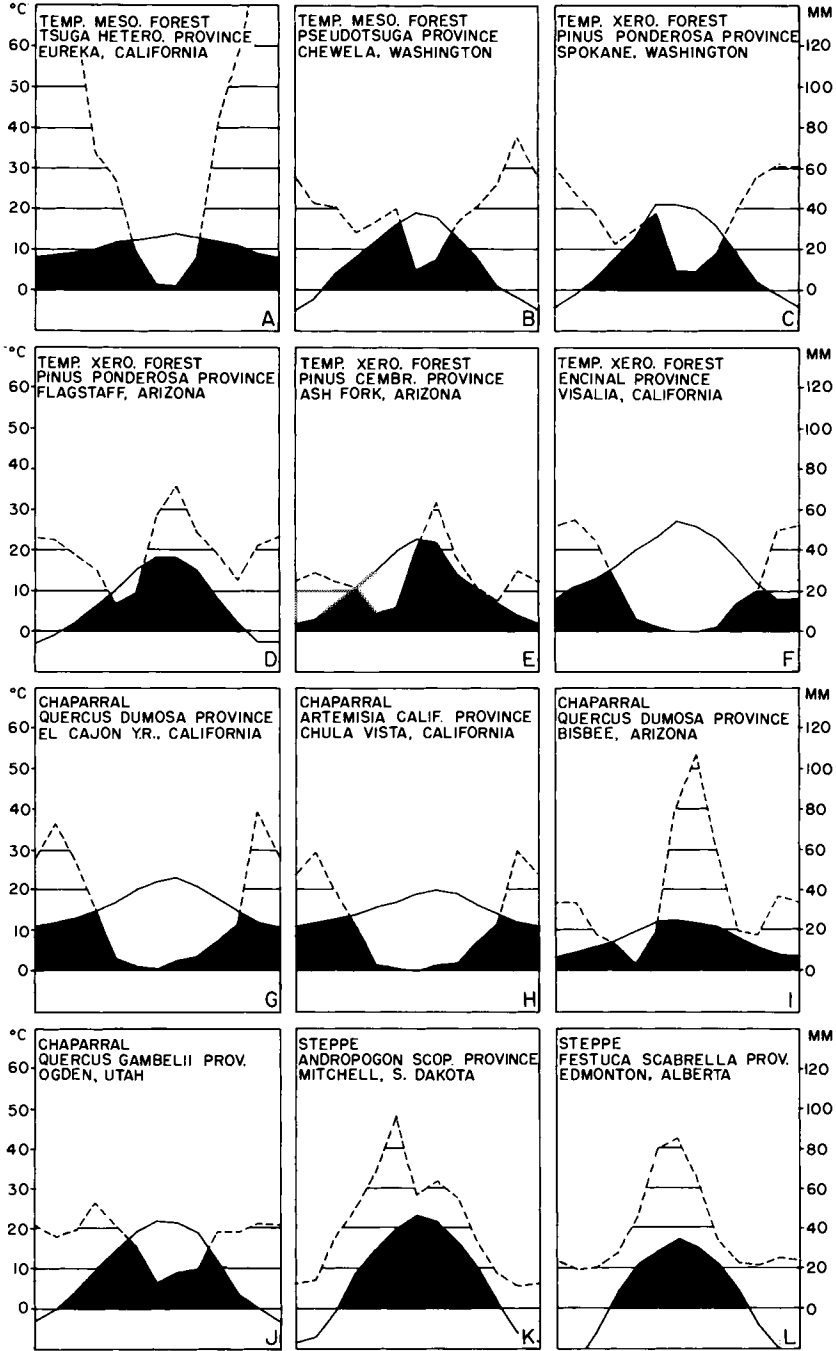 °C
MM
TEMP. MESO. FOREST
TSUGA HETERO. PROVINCE
EUREKA, CALIFORNIA
TEMP. MESO. FOREST
PSEUDOTSUGA PROVINCE
CHEWELA, WASHINGTON
TEMP. XERO. FOREST
PINUS PONDEROSA PROVINCE
SPOKANE, WASHINGTON
60
50
40
30
20
10
0
120
100
80
60
40
20
0
A
B
C
°C
MM
TEMP. XERO. FOREST
PINUS PONDEROSA PROVINCE
FLAGSTAFF, ARIZONA
TEMP. XERO. FOREST
PINUS CEMBR. PROVINCE
ASH FORK, ARIZONA
TEMP. XERO. FOREST
ENCINAL PROVINCE
VISALIA, CALIFORNIA
60
50
40
30
20
10
0
120
100
80
60
40
20
0
D
E
F
°C
MM
CHAPARRAL
QUERCUS DUMOSA PROVINCE
EL CAJON Y.R., CALIFORNIA
CHAPARRAL
ARTEMISIA CALIF. PROVINCE
CHULA VISTA, CALIFORNIA
CHAPARRAL
QUERCUS DUMOSA PROVINCE
BISBEE, ARIZONA
60
50
40
30
20
10
0
120
100
80
60
40
20
0
G
H
I
°C
MM
CHAPARRAL
QUERCUS GAMBELII PROV.
OGDEN, UTAH
STEPPE
ANDROPOGON SCOP. PROVINCE
MITCHELL, S. DAKOTA
STEPPE
FESTUCA SCABRELLA PROV.
EDMONTON, ALBERTA
60
50
40
30
20
10
0
120
100
80
60
40
20
0
J
K
L